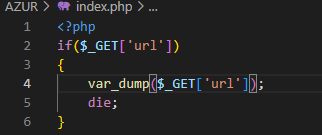 AZUR > index.php > ...
1 <?php
2 if($_GET['url'])
3 {
4 var_dump($_GET['url']);
5 die;
6 }